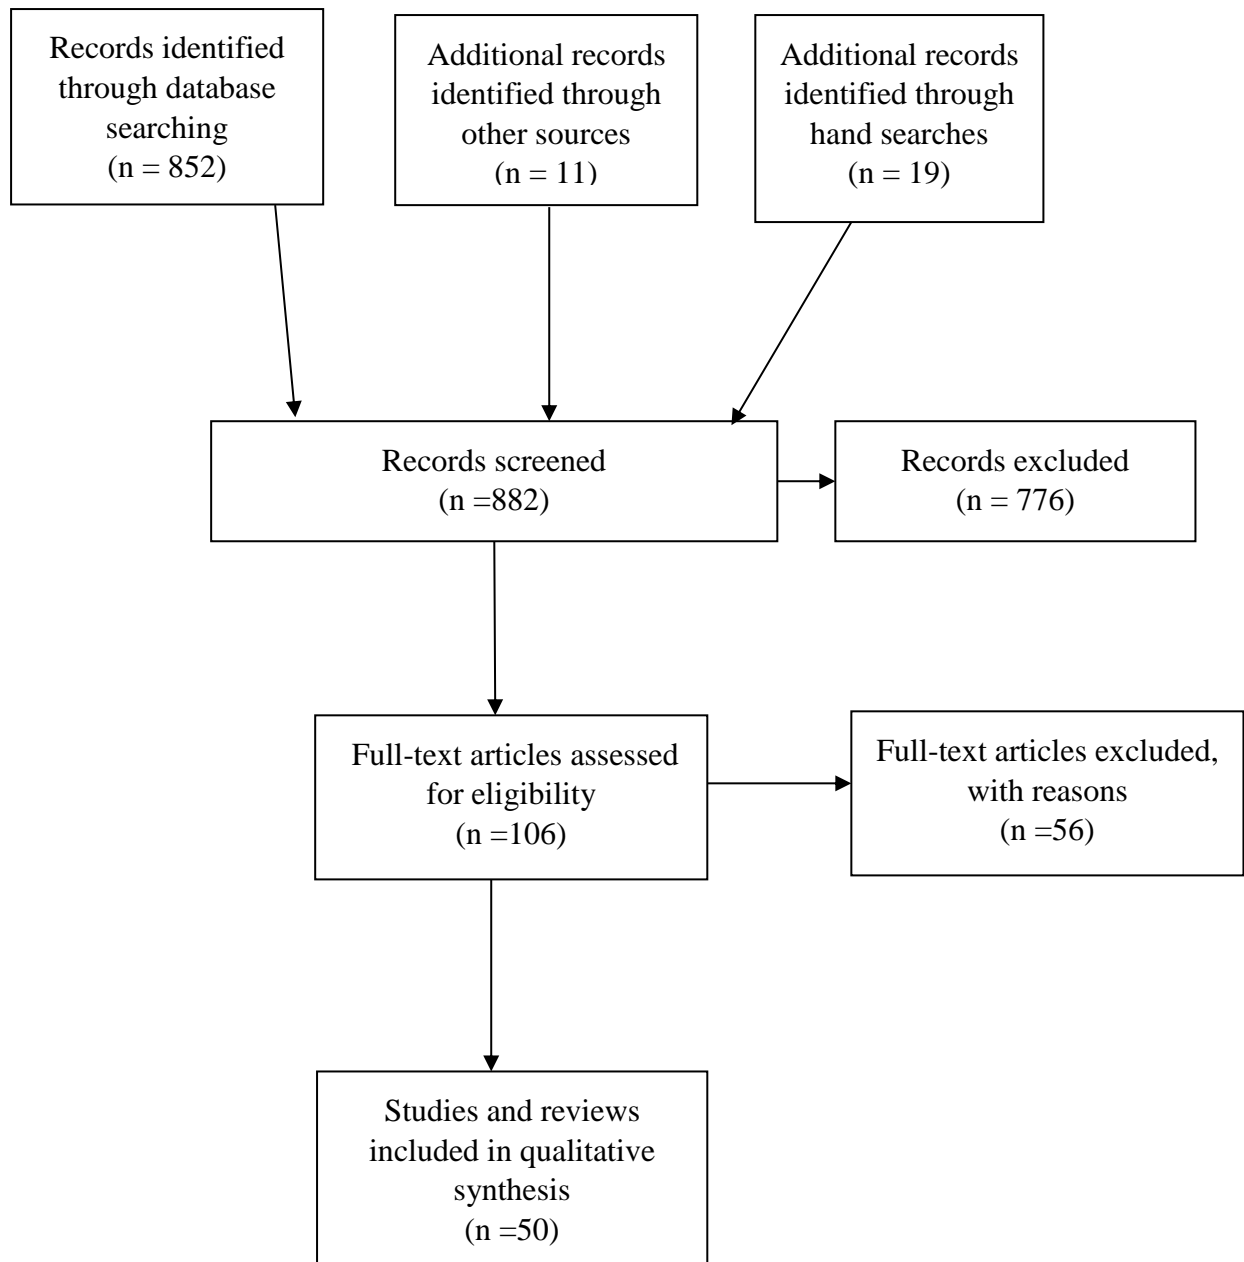 Records identified
through database
searching
(n = 852)
Additional records
identified through
other sources
(n = 11)
Additional records
identified through
hand searches
(n = 19)
Records screened
(n =882)
Records excluded
(n = 776)
Full-text articles assessed
for eligibility
(n =106)
Full-text articles excluded,
with reasons
(n =56)
Studies and reviews
included in qualitative
synthesis
(n =50)